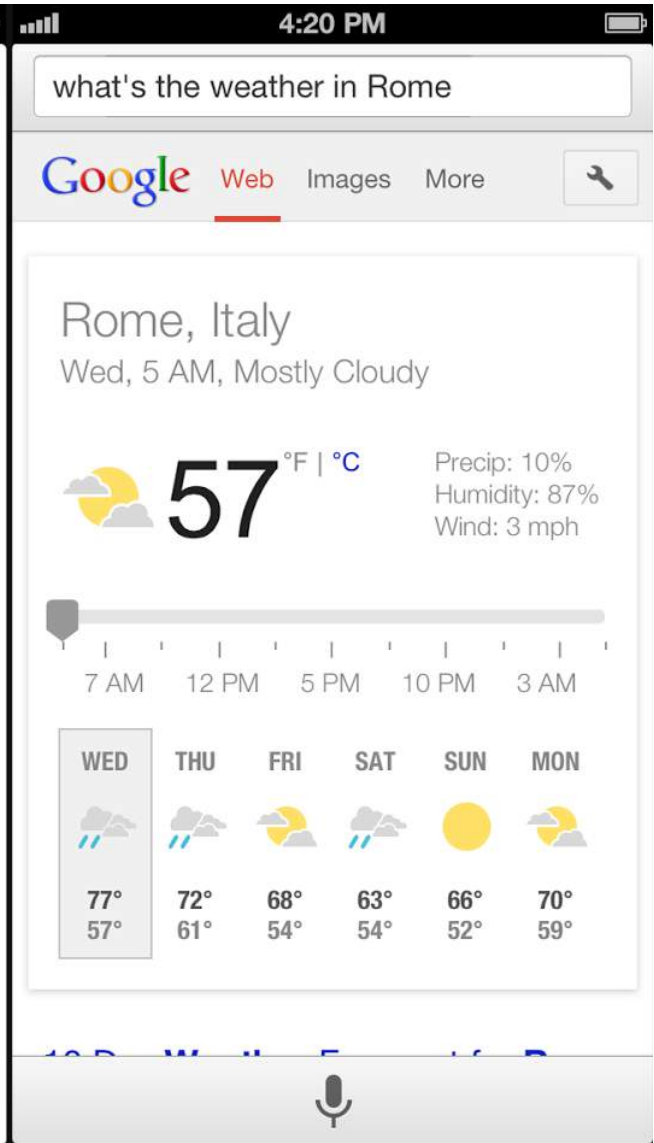 4:20 PM
what's the weather in Rome
Google Web Images More
Rome, Italy
Wed, 5 AM, Mostly Cloudy
57 °F | °C
Precip: 10%
Humidity: 87%
Wind: 3 mph
7 AM 12 PM 5 PM 10 PM 3 AM
WED THU FRI SAT SUN MON
77° 72° 68° 63° 66° 70°
57° 61° 54° 54° 52° 59°